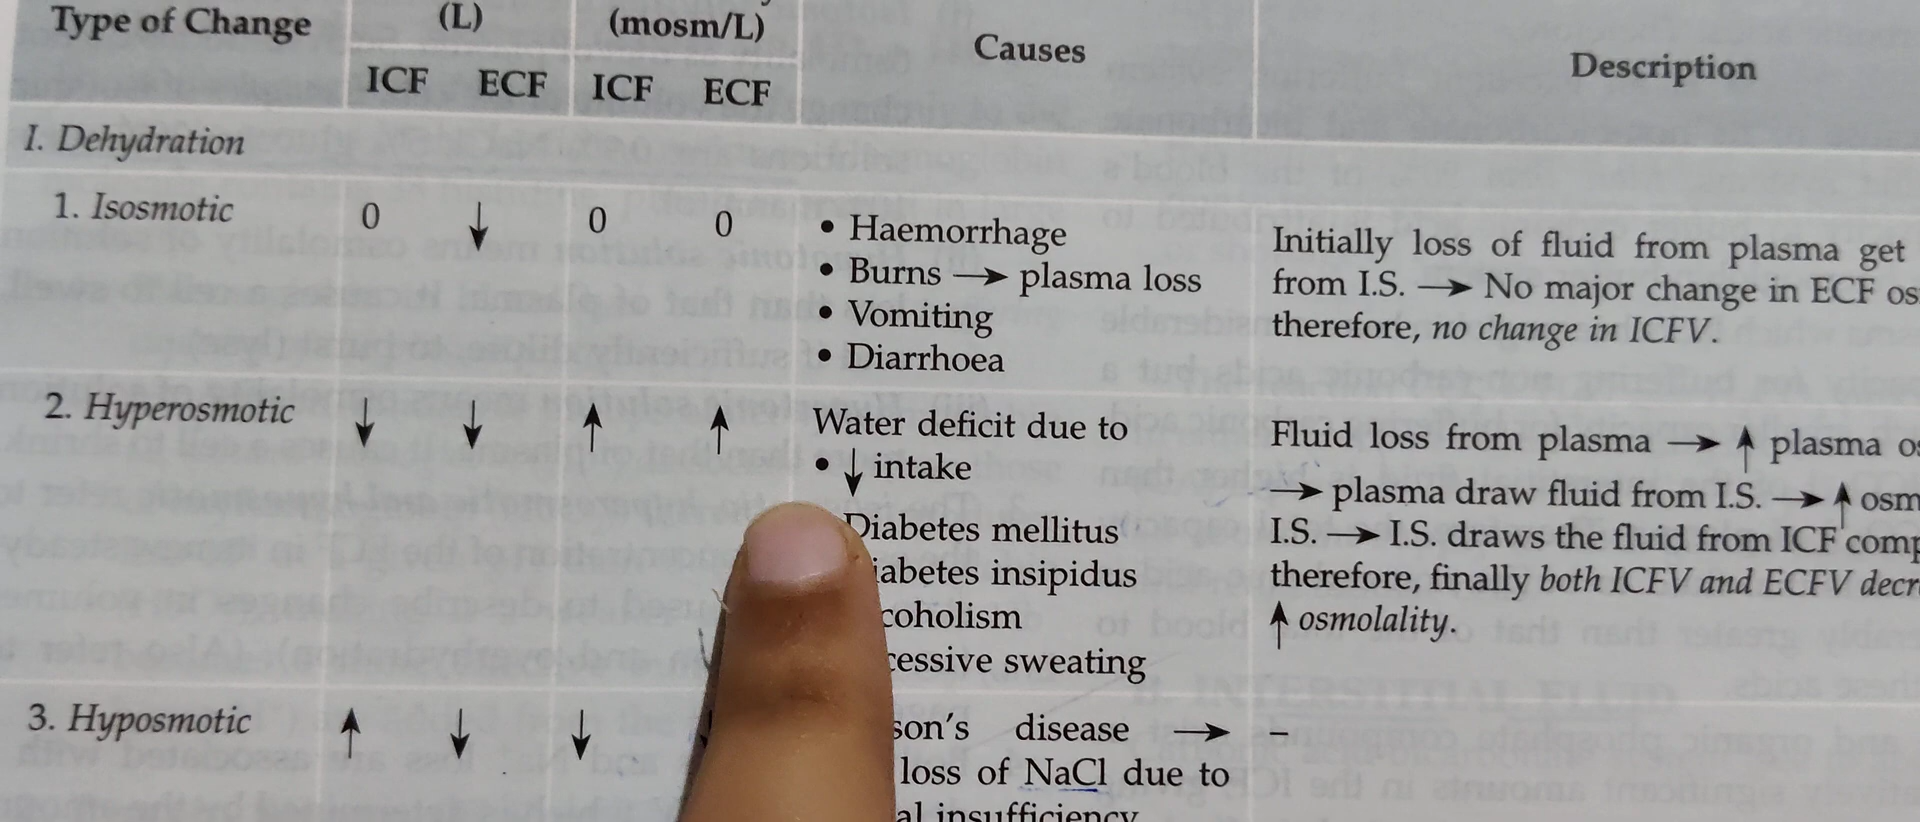 Type of Change (L) (mosm/L) Causes Description
ICF ECF ICF ECF
I. Dehydration
1. Isosmotic 0 ↓ 0 0
• Haemorrhage
• Burns → plasma loss
• Vomiting
• Diarrhoea
Initially loss of fluid from plasma get
from I.S. → No major change in ECF os
therefore, no change in ICFV.
2. Hyperosmotic ↓ ↓ ↑ ↑
Water deficit due to
• ↓ intake
Diabetes mellitus
iabetes insipidus
coholism
cessive sweating
Fluid loss from plasma → ↑ plasma os
→ plasma draw fluid from I.S. → ↑ osm
I.S. → I.S. draws the fluid from ICF comp
therefore, finally both ICFV and ECFV decr
↑ osmolality.
3. Hyposmotic ↑ ↓ ↓
son's disease →
loss of NaCl due to
al insufficiency
–